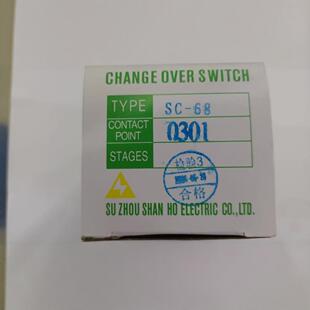 CHANGE OVER SWITCH
TYPE SC-68
CONTACT POINT 0301
STAGES
检验3
合格
SU ZHOU SHAN HO ELECTRIC CO.,LTD.